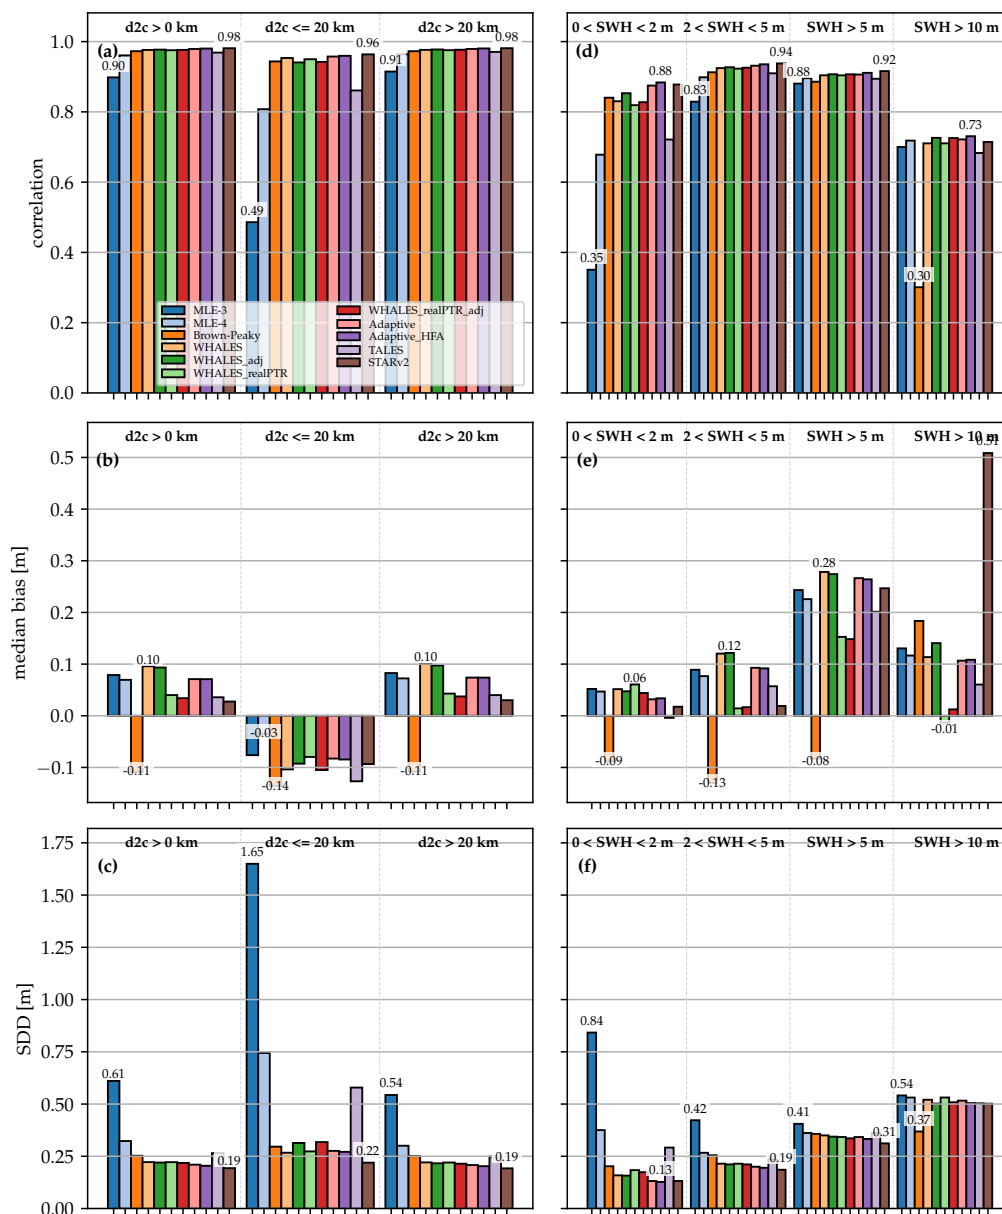 d2c > 0 km
d2c <= 20 km
d2c > 20 km
(a)
1.0
0.8
0.6
0.4
0.2
0.0
correlation
0.90
0.98
0.49
0.96
0.91
0.98
MLE-3
MLE-4
Brown-Peaky
WHALES
WHALES_adj
WHALES_realPTR
WHALES_realPTR_adj
Adaptive
Adaptive_HFA
TALES
STARv2
0 < SWH < 2 m
2 < SWH < 5 m
SWH > 5 m
SWH > 10 m
(d)
0.35
0.88
0.83
0.94
0.88
0.92
0.30
0.73
d2c > 0 km
d2c <= 20 km
d2c > 20 km
(b)
0.5
0.4
0.3
0.2
0.1
0.0
−0.1
median bias [m]
-0.11
0.10
-0.03
-0.14
-0.11
0.10
0 < SWH < 2 m
2 < SWH < 5 m
SWH > 5 m
SWH > 10 m
(e)
-0.09
0.06
-0.13
0.12
-0.08
0.28
-0.01
0.51
d2c > 0 km
d2c <= 20 km
d2c > 20 km
(c)
1.75
1.50
1.25
1.00
0.75
0.50
0.25
0.00
SDD [m]
0.61
0.19
1.65
0.22
0.54
0.19
0 < SWH < 2 m
2 < SWH < 5 m
SWH > 5 m
SWH > 10 m
(f)
0.84
0.13
0.42
0.19
0.41
0.31
0.54
0.37